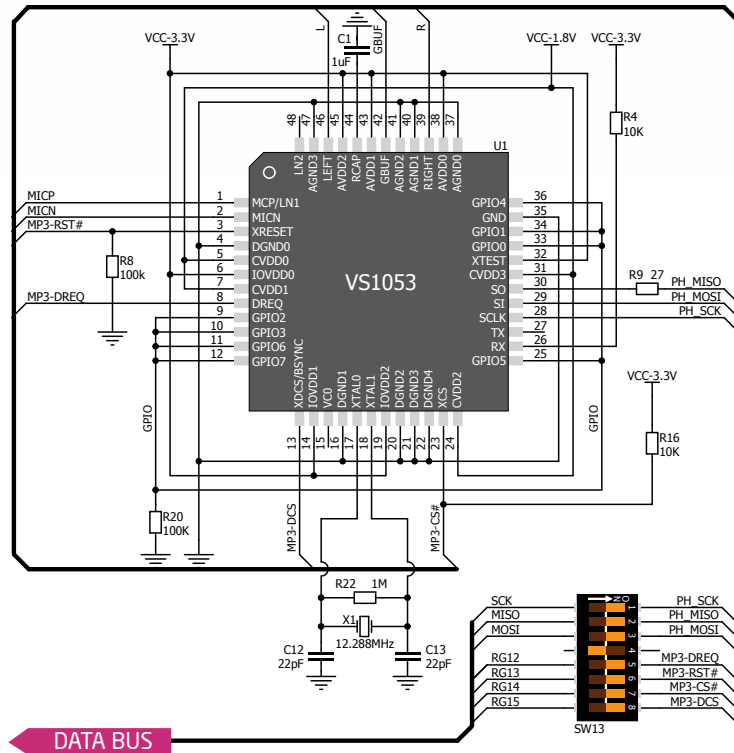 L
GBUF
R
VCC-3.3V
C1
1uF
VCC-1.8V
VCC-3.3V
R4
10K
48 47 46 45 44 43 42 41 40 39 38 37
U1
LN2 AGND3 LEFT AVDD2 RCAP AVDD1 GBUF AGND2 AGND1 RIGHT AVDD0 AGND0
MICP 1 MCP/LN1
MICN 2 MICN
MP3-RST# 3 XRESET
4 DGND0
5 CVDD0
6 IOVDD0
7 CVDD1
MP3-DREQ 8 DREQ
9 GPIO2
10 GPIO3
11 GPIO6
12 GPIO7
R8
100k
VS1053
GPIO4 36
GND 35
GPIO1 34
GPIO0 33
XTEST 32
CVDD3 31
SO 30 R9 27 PH_MISO
SI 29 PH_MOSI
SCLK 28 PH_SCK
TX 27
RX 26
GPIO5 25
XDCS/BSYNC IOVDD1 VC0 DGND1 XTAL0 XTAL1 IOVDD2 DGND2 DGND3 DGND4 XCS CVDD2
13 14 15 16 17 18 19 20 21 22 23 24
GPIO
GPIO
VCC-3.3V
R16
10K
R20
100K
MP3-DCS
MP3-CS#
R22 1M
X1
12.288MHz
C12
22pF
C13
22pF
SCK 1 PH_SCK
MISO 2 PH_MISO
MOSI 3 PH_MOSI
4
RG12 5 MP3-DREQ
RG13 6 MP3-RST#
RG14 7 MP3-CS#
RG15 8 MP3-DCS
ON
SW13
DATA BUS